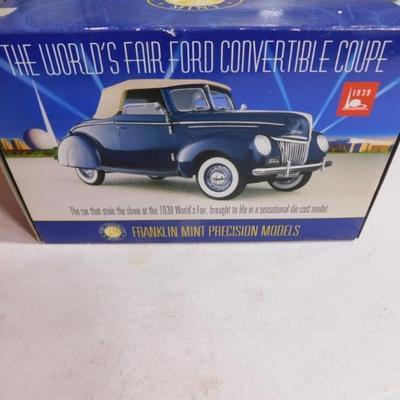 THE WORLD'S FAIR FORD CONVERTIBLE COUPE
1939
The car that stole the show at the 1939 World's Fair, brought to life in a sensational die cast model.
FRANKLIN MINT PRECISION MODELS